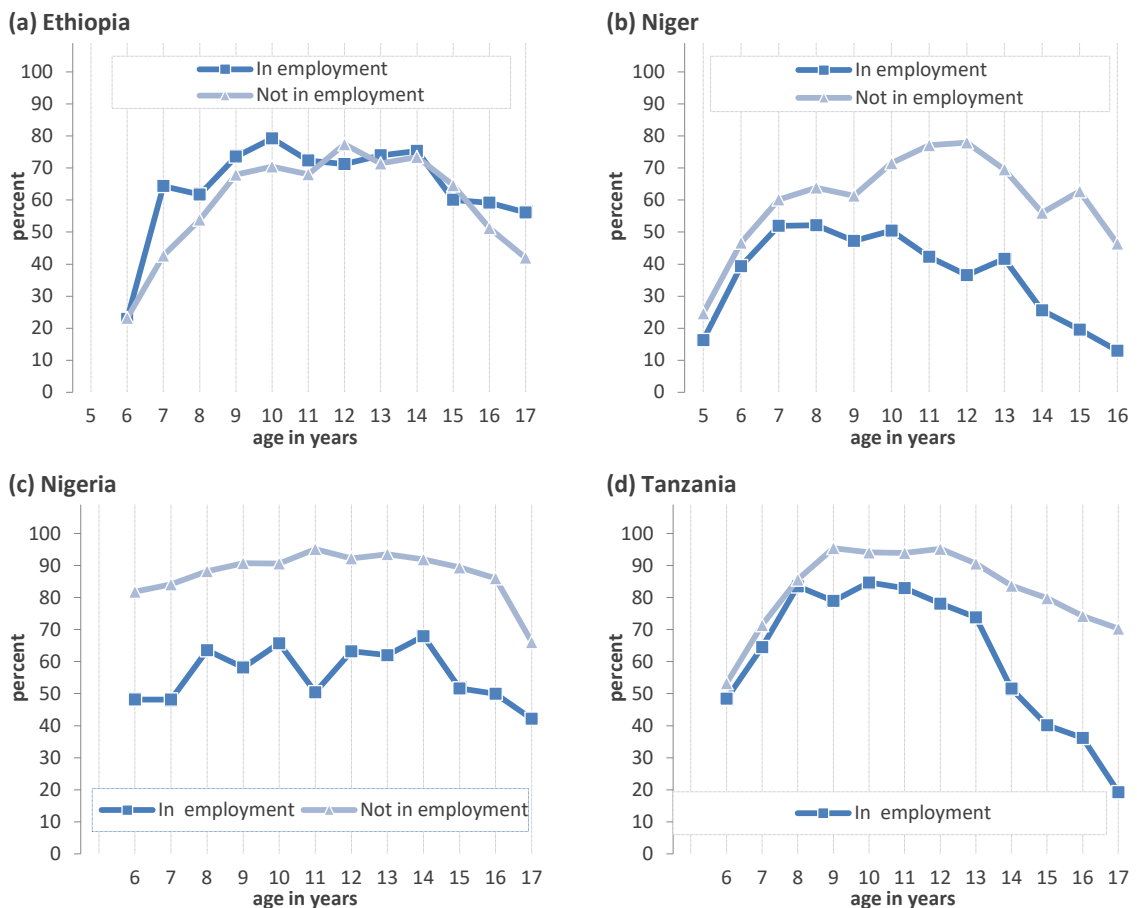 (a) Ethiopia
In employment
Not in employment
100
90
80
70
60
50
40
30
20
10
0
percent
5 6 7 8 9 10 11 12 13 14 15 16 17
age in years
(b) Niger
In employment
Not in employment
100
90
80
70
60
50
40
30
20
10
0
percent
5 6 7 8 9 10 11 12 13 14 15 16
age in years
(c) Nigeria
100
90
80
70
60
50
40
30
20
10
0
percent
In employment Not in employment
6 7 8 9 10 11 12 13 14 15 16 17
age in years
(d) Tanzania
100
90
80
70
60
50
40
30
20
10
0
percent
In employment
6 7 8 9 10 11 12 13 14 15 16 17
age in years